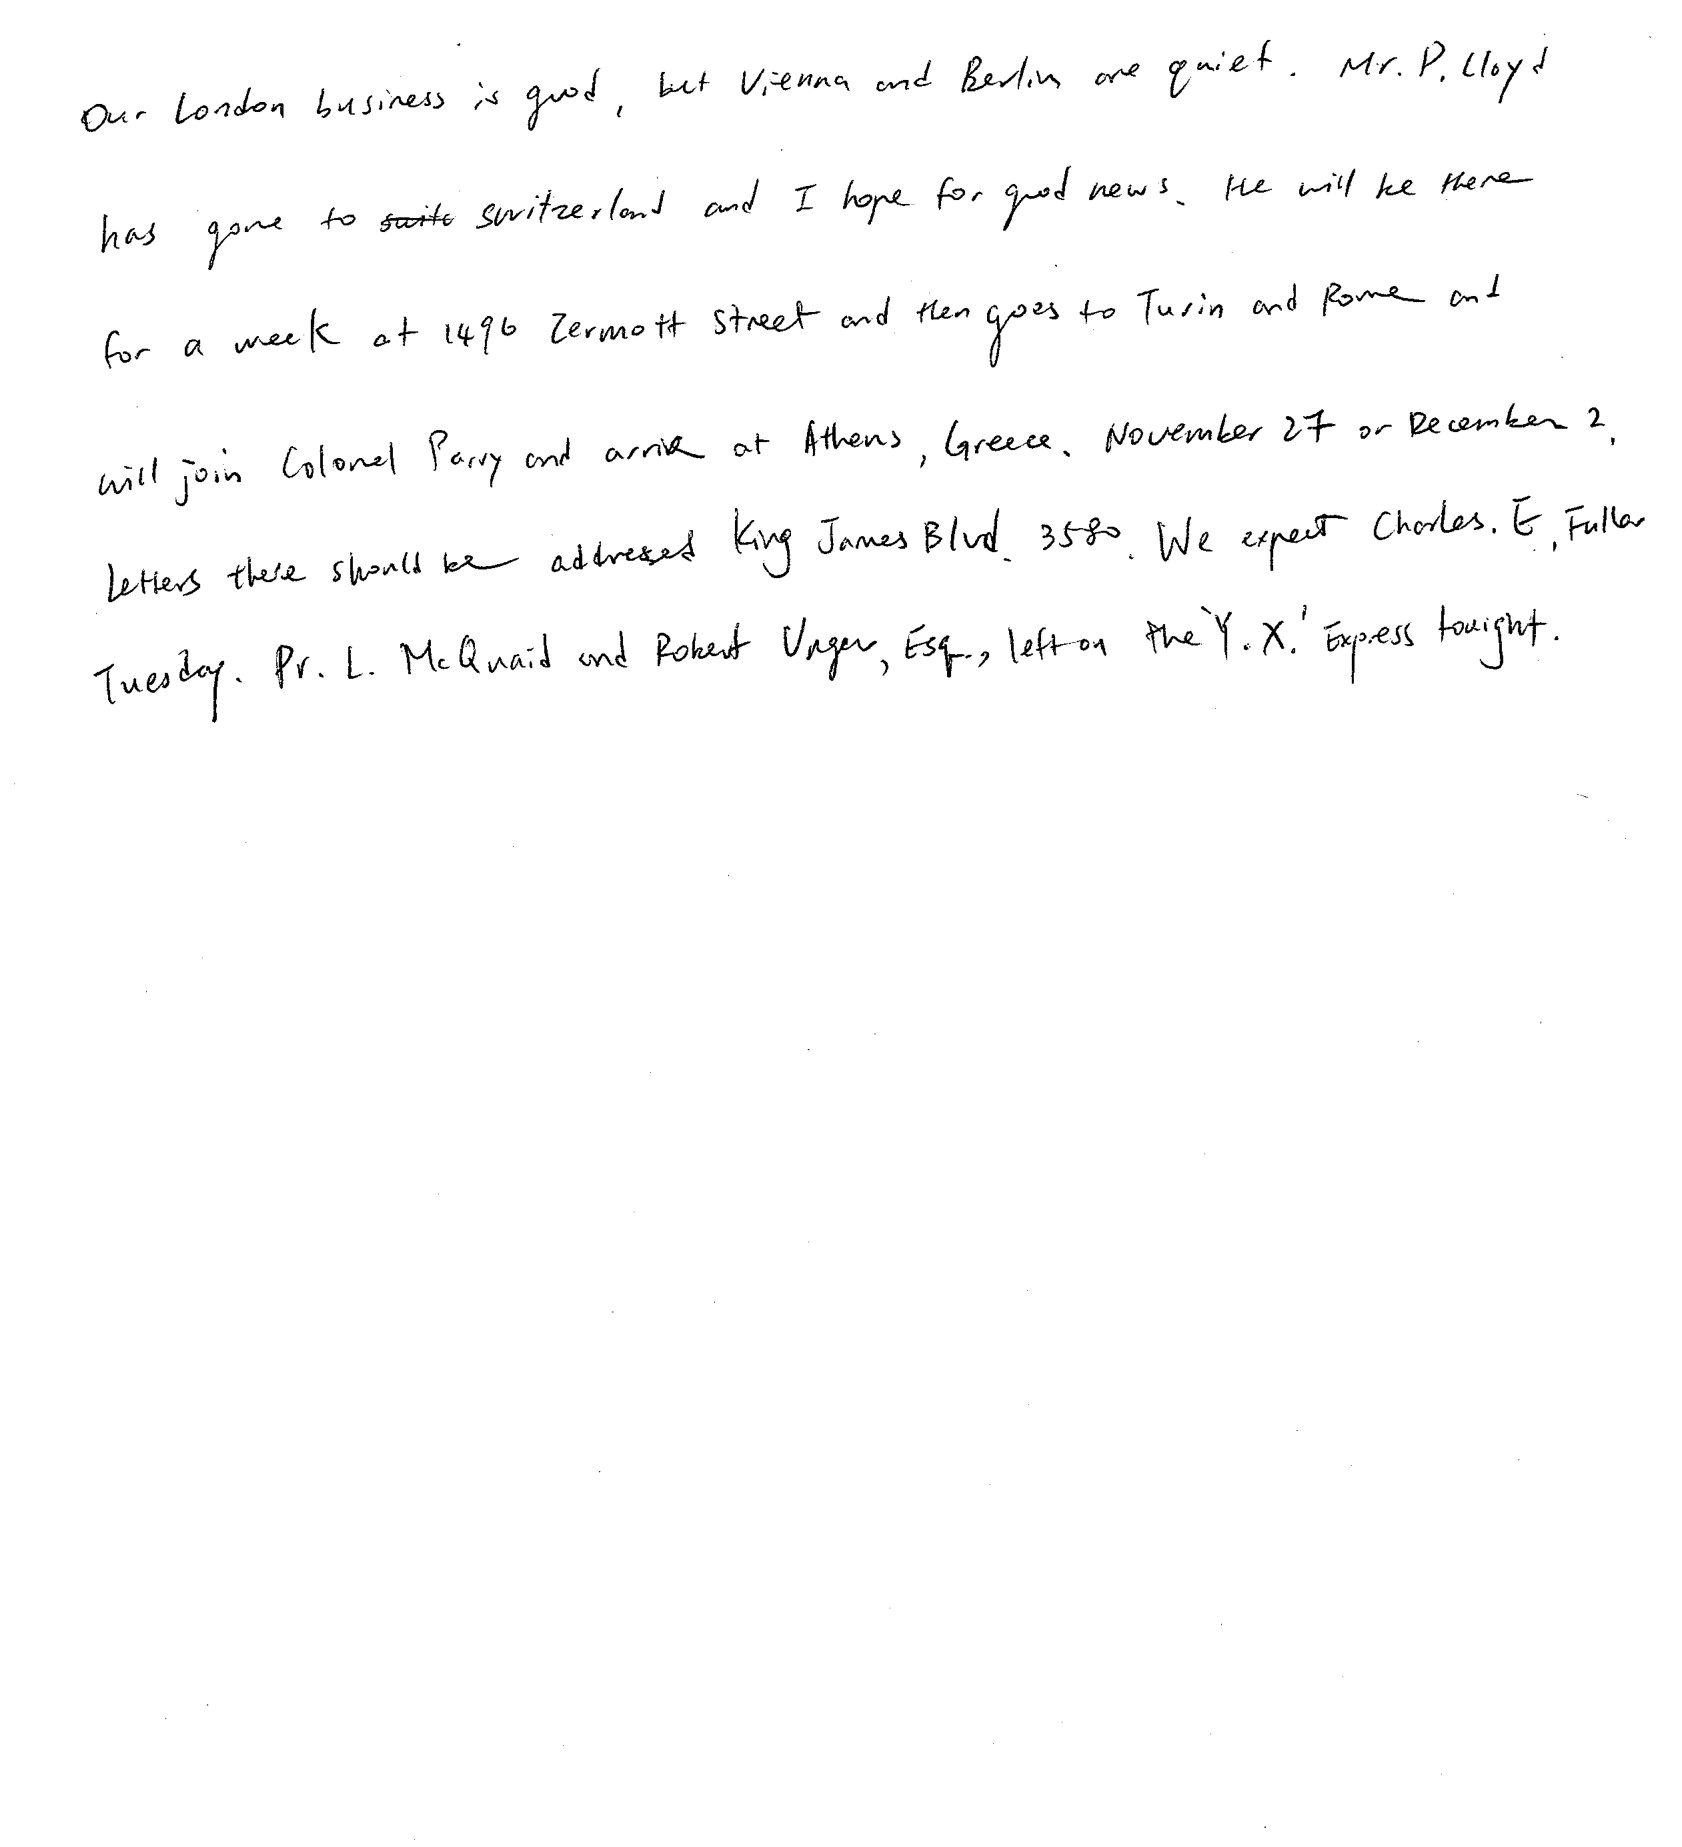 Our London business is good, but Vienna and Berlin are quiet. Mr. P. Lloyd
has gone to switzerland and I hope for good news. He will be there
for a week at 1496 Zermott Street and then goes to Turin and Rome and
will join Colonel Parry and arrive at Athens, Greece. November 27 or December 2.
Letters there should be addressed King James Blvd. 3580. We expect Charles. E. Fuller
Tuesday. Pr. L. McQuaid and Robert Unger, Esq., left on the 'Y. X.' Express tonight.